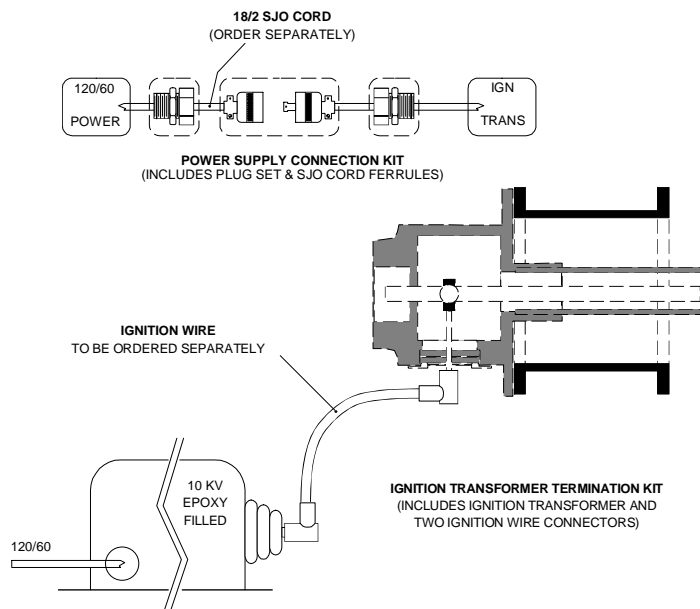 18/2 SJO CORD
(ORDER SEPARATELY)
120/60
POWER
IGN
TRANS
POWER SUPPLY CONNECTION KIT
(INCLUDES PLUG SET & SJO CORD FERRULES)
IGNITION WIRE
TO BE ORDERED SEPARATELY
10 KV
EPOXY
FILLED
IGNITION TRANSFORMER TERMINATION KIT
(INCLUDES IGNITION TRANSFORMER AND
TWO IGNITION WIRE CONNECTORS)
120/60